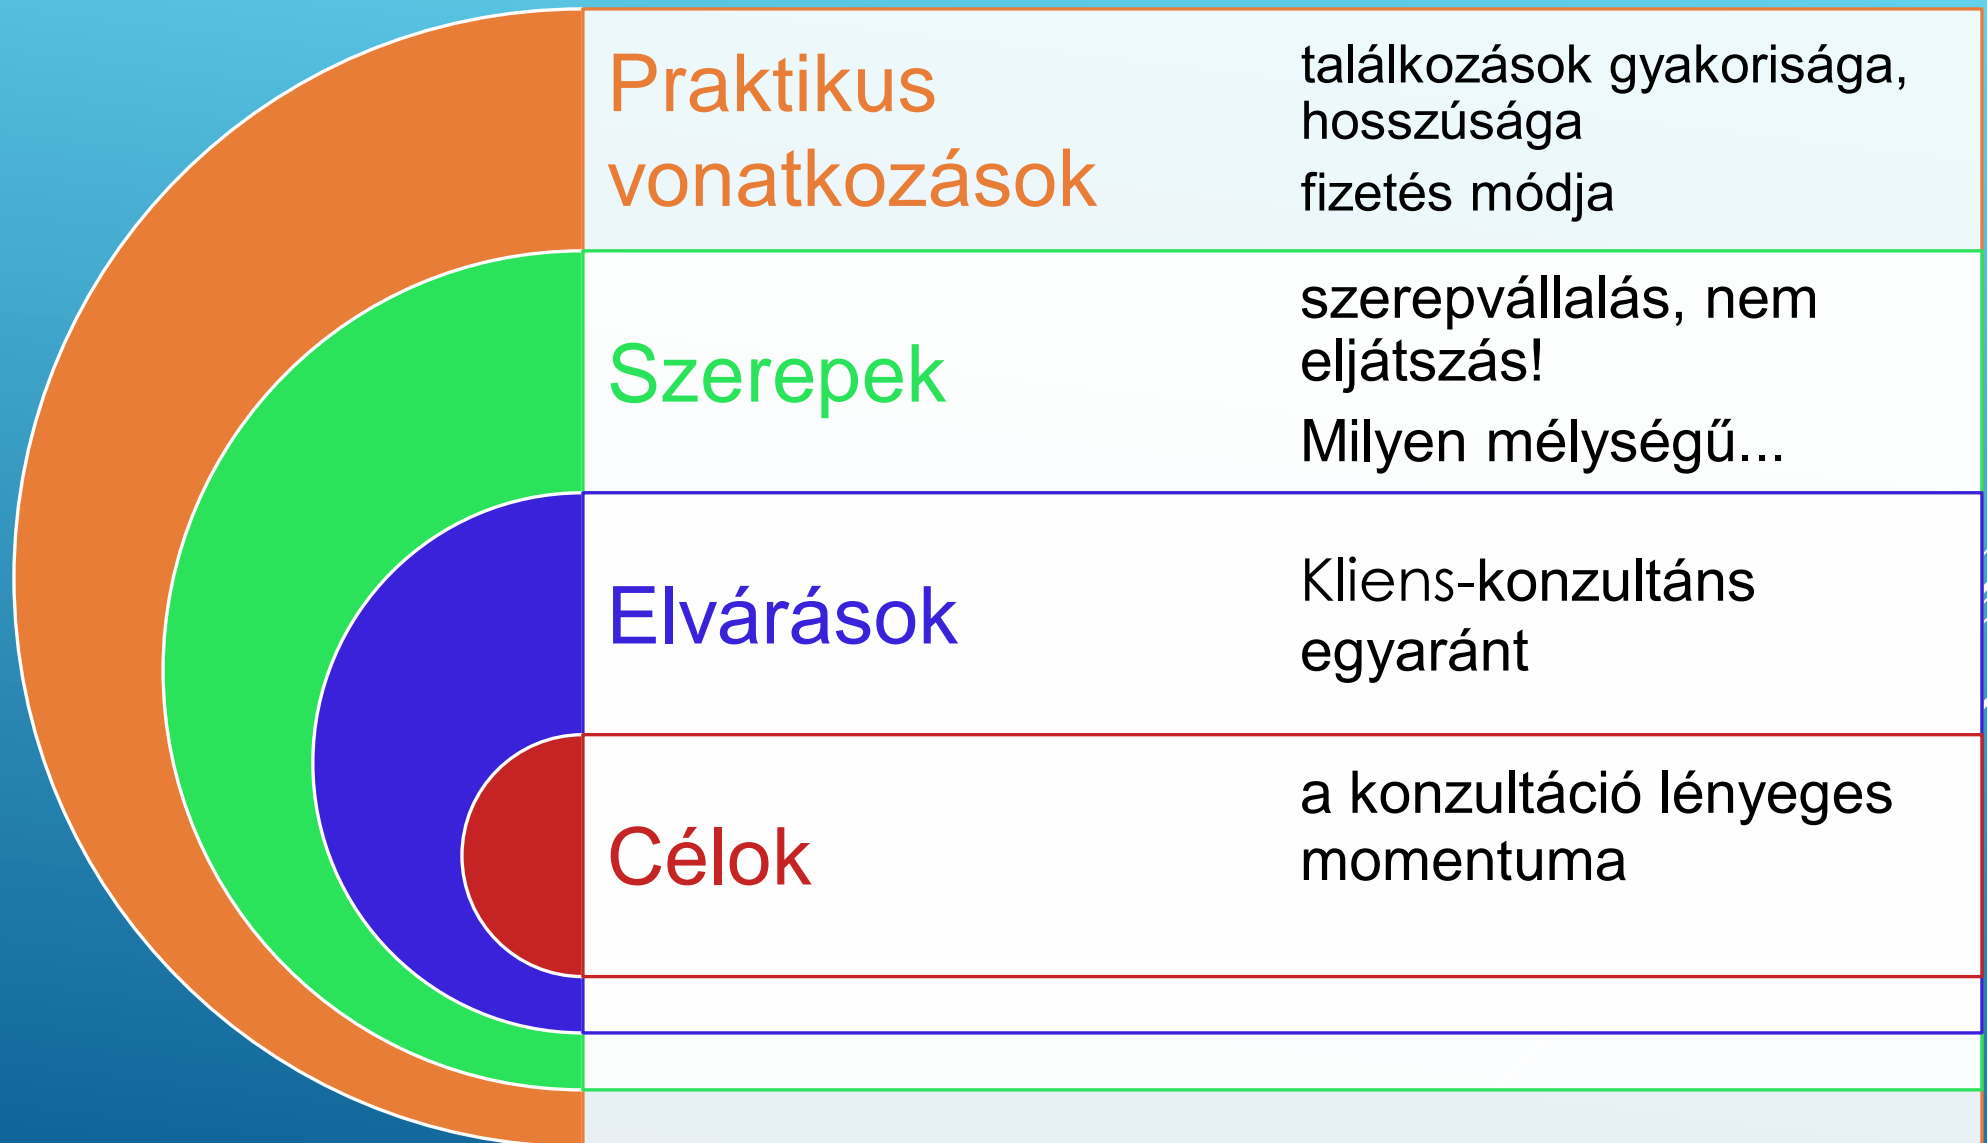 Praktikus
vonatkozások
találkozások gyakorisága,
hosszúsága
fizetés módja
Szerepek
szerepvállalás, nem
eljátszás!
Milyen mélységű...
Elvárások
Kliens-konzultáns
egyaránt
Célok
a konzultáció lényeges
momentuma